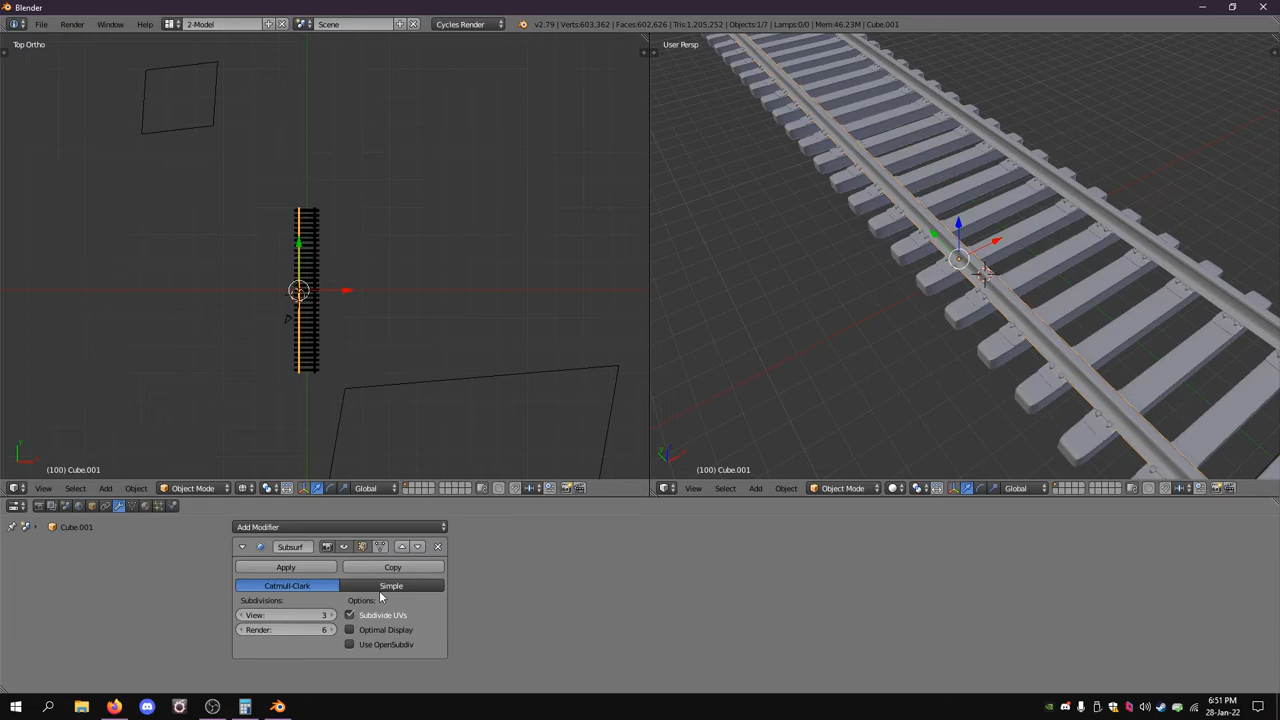 Blender
File Render Window Help 2-Model Scene Cycles Render v2.79 | Verts:603,362 | Faces:602,626 | Tris:1,205,252 | Objects:1/7 | Lamps:0/0 | Mem:46.23M | Cube.001
Top Ortho
User Persp
(100) Cube.001
(100) Cube.001
View Select Add Object Object Mode Global
View Select Add Object Object Mode Global
Cube.001
Add Modifier
Subsurf
Apply Copy
Catmull-Clark Simple
Subdivisions: Options:
View: 3 Subdivide UVs
Render: 6 Optimal Display
Use OpenSubdiv
6:51 PM
28-Jan-22